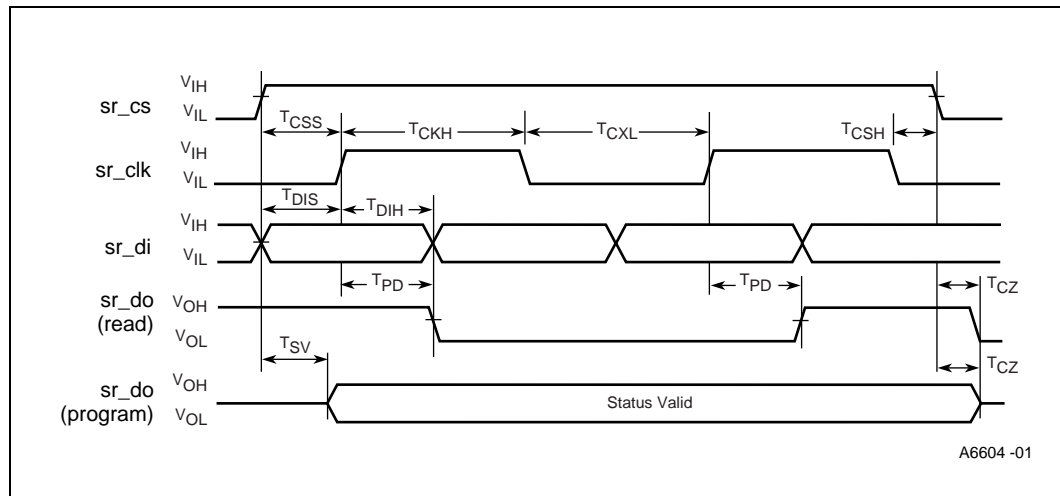 sr_cs
VIH
VIL
TCSS
TCKH
TCXL
TCSH
sr_clk
VIH
VIL
TDIS
TDIH
sr_di
VIH
VIL
TPD
TPD
TCZ
sr_do
(read)
VOH
VOL
TSV
TCZ
sr_do
(program)
VOH
VOL
Status Valid
A6604 -01